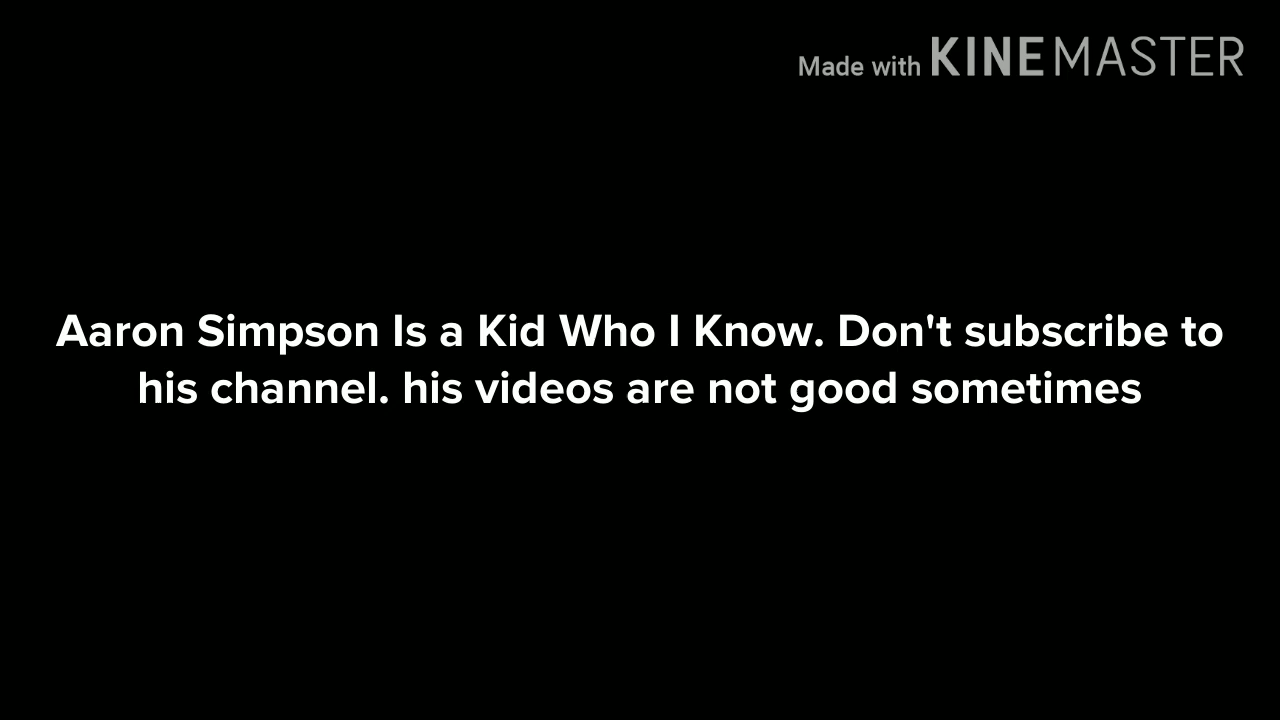 Made with KINEMASTER
Aaron Simpson Is a Kid Who I Know. Don't subscribe to
his channel. his videos are not good sometimes